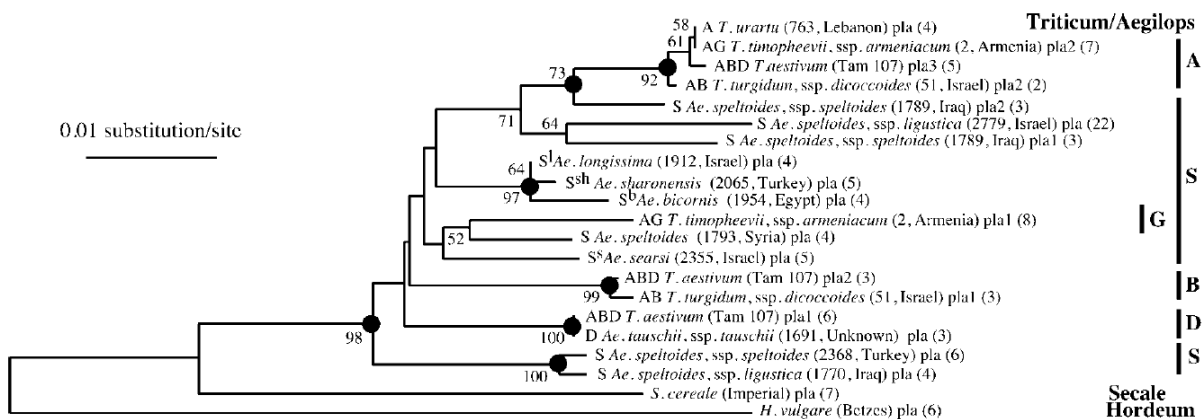 Triticum/Aegilops
58 A T. urartu (763, Lebanon) pla (4)
61 AG T. timopheevii, ssp. armeniacum (2, Armenia) pla2 (7)
ABD T.aestivum (Tam 107) pla3 (5)
A
73
92 AB T. turgidum, ssp. dicoccoides (51, Israel) pla2 (2)
S Ae. speltoides, ssp. speltoides (1789, Iraq) pla2 (3)
71
64 S Ae. speltoides, ssp. ligustica (2779, Israel) pla (22)
0.01 substitution/site
S Ae. speltoides, ssp. speltoides (1789, Iraq) pla1 (3)
64 SlAe. longissima (1912, Israel) pla (4)
S
Ssh Ae. sharonensis (2065, Turkey) pla (5)
97 SbAe. bicornis (1954, Egypt) pla (4)
AG T. timopheevii, ssp. armeniacum (2, Armenia) pla1 (8)
G
52 S Ae. speltoides (1793, Syria) pla (4)
SsAe. searsi (2355, Israel) pla (5)
ABD T. aestivum (Tam 107) pla2 (3)
B
99 AB T. turgidum, ssp. dicoccoides (51, Israel) pla1 (3)
ABD T. aestivum (Tam 107) pla1 (6)
D
98
100 D Ae. tauschii, ssp. tauschii (1691, Unknown) pla (3)
S Ae. speltoides, ssp. speltoides (2368, Turkey) pla (6)
S
100 S Ae. speltoides, ssp. ligustica (1770, Iraq) pla (4)
S. cereale (Imperial) pla (7)
Secale
H. vulgare (Betzes) pla (6)
Hordeum